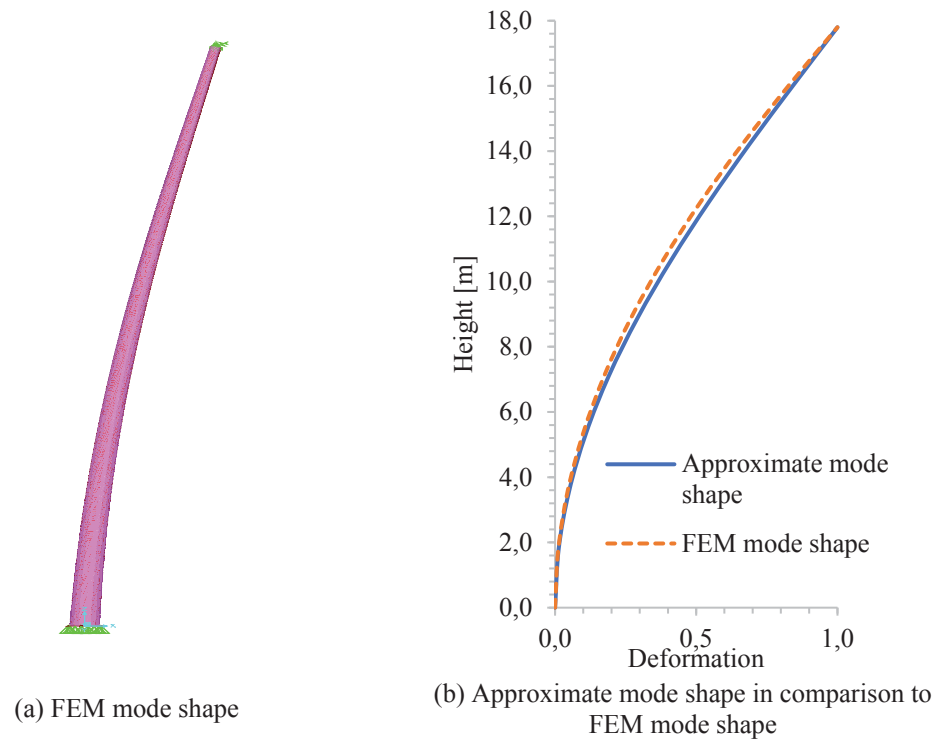 18,0
16,0
14,0
12,0
10,0
8,0
6,0
4,0
2,0
0,0
Height [m]
Approximate mode
shape
FEM mode shape
0,0 0,5 1,0
Deformation
(a) FEM mode shape
(b) Approximate mode shape in comparison to
FEM mode shape